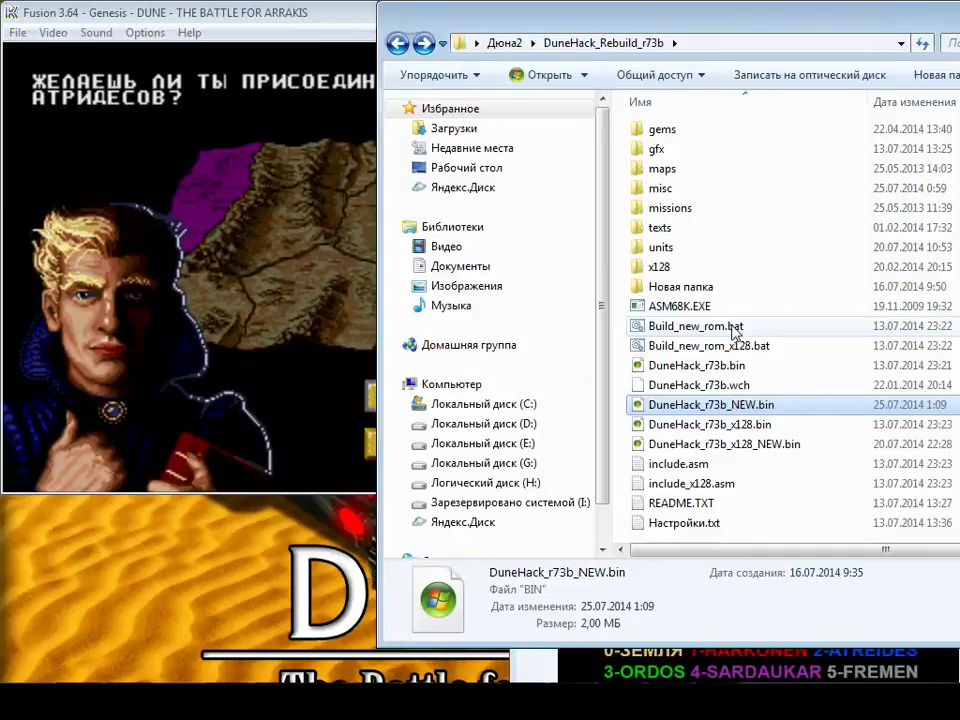 Fusion 3.64 - Genesis - DUNE - THE BATTLE FOR ARRAKIS
File Video Sound Options Help
ЖЕЛАЕШЬ ЛИ ТЫ ПРИСОЕДИН
АТРИДЕСОВ?
Дюна2 DuneHack_Rebuild_r73b
Упорядочить Открыть Общий доступ Записать на оптический диск Новая па
Избранное
Загрузки
Недавние места
Рабочий стол
Яндекс.Диск
Библиотеки
Видео
Документы
Изображения
Музыка
Домашняя группа
Компьютер
Локальный диск (C:)
Локальный диск (D:)
Локальный диск (E:)
Локальный диск (G:)
Логический диск (H:)
Зарезервировано системой (I:)
Яндекс.Диск
Имя Дата изменения
gems 22.04.2014 13:40
gfx 13.07.2014 13:25
maps 25.05.2013 14:03
misc 25.07.2014 0:59
missions 25.05.2013 11:39
texts 01.02.2014 17:32
units 20.07.2014 10:53
x128 20.02.2014 20:15
Новая папка 16.07.2014 9:50
ASM68K.EXE 19.11.2009 19:32
Build_new_rom.bat 13.07.2014 23:22
Build_new_rom_x128.bat 13.07.2014 23:22
DuneHack_r73b.bin 13.07.2014 23:21
DuneHack_r73b.wch 22.01.2014 20:14
DuneHack_r73b_NEW.bin 25.07.2014 1:09
DuneHack_r73b_x128.bin 13.07.2014 23:23
DuneHack_r73b_x128_NEW.bin 20.07.2014 22:28
include.asm 13.07.2014 23:23
include_x128.asm 13.07.2014 23:23
README.TXT 13.07.2014 13:27
Настройки.txt 13.07.2014 13:36
DuneHack_r73b_NEW.bin Дата создания: 16.07.2014 9:35
Файл "BIN"
Дата изменения: 25.07.2014 1:09
Размер: 2,00 МБ
D
The Battle f
0-ЗЕМЛЯ 1-HARKONEN 2-ATREIDES
3-ORDOS 4-SARDAUKAR 5-FREMEN